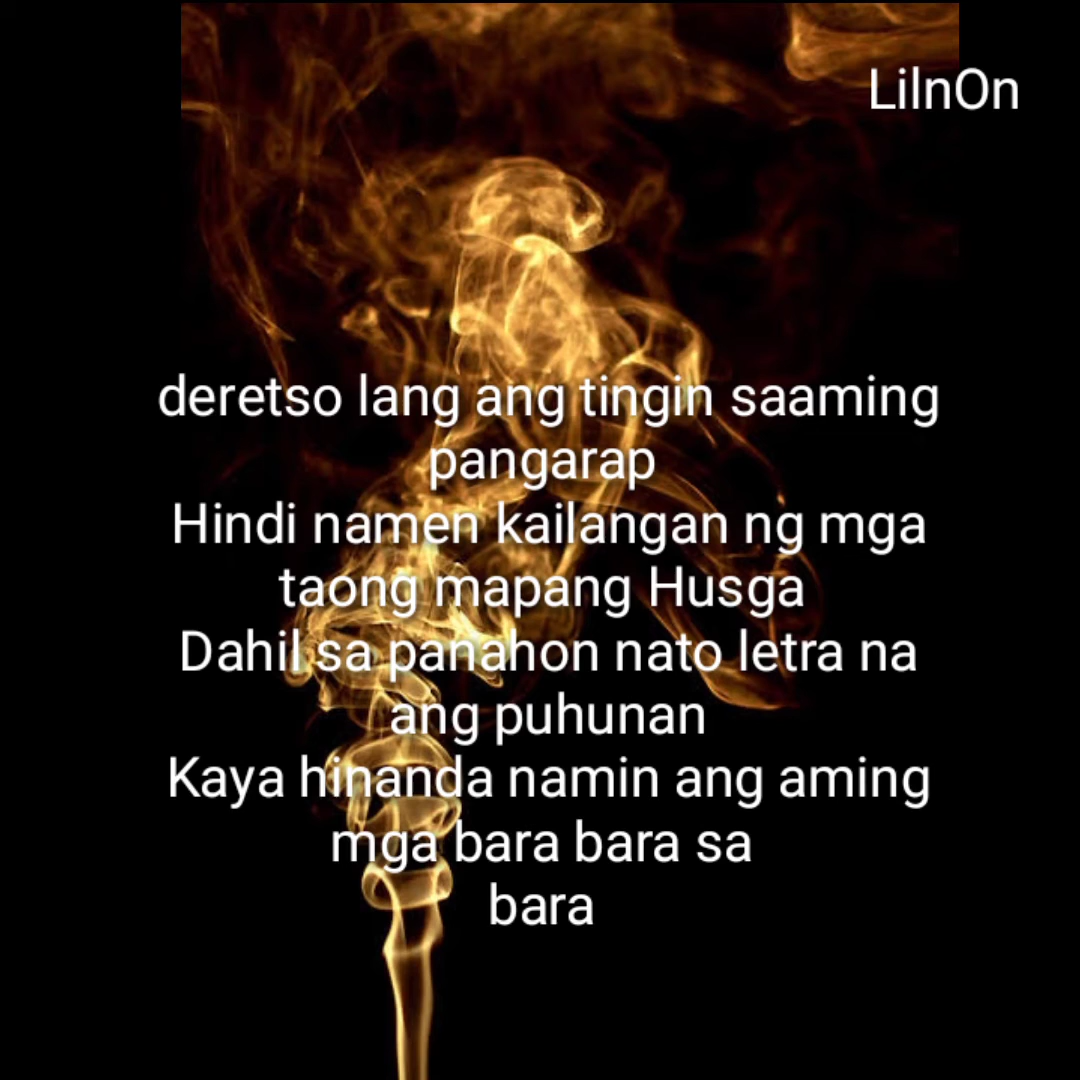 LilnOn
deretso lang ang tingin saaming
pangarap
Hindi namen kailangan ng mga
taong mapang Husga
Dahil sa panahon nato letra na
ang puhunan
Kaya hinanda namin ang aming
mga bara bara sa
bara